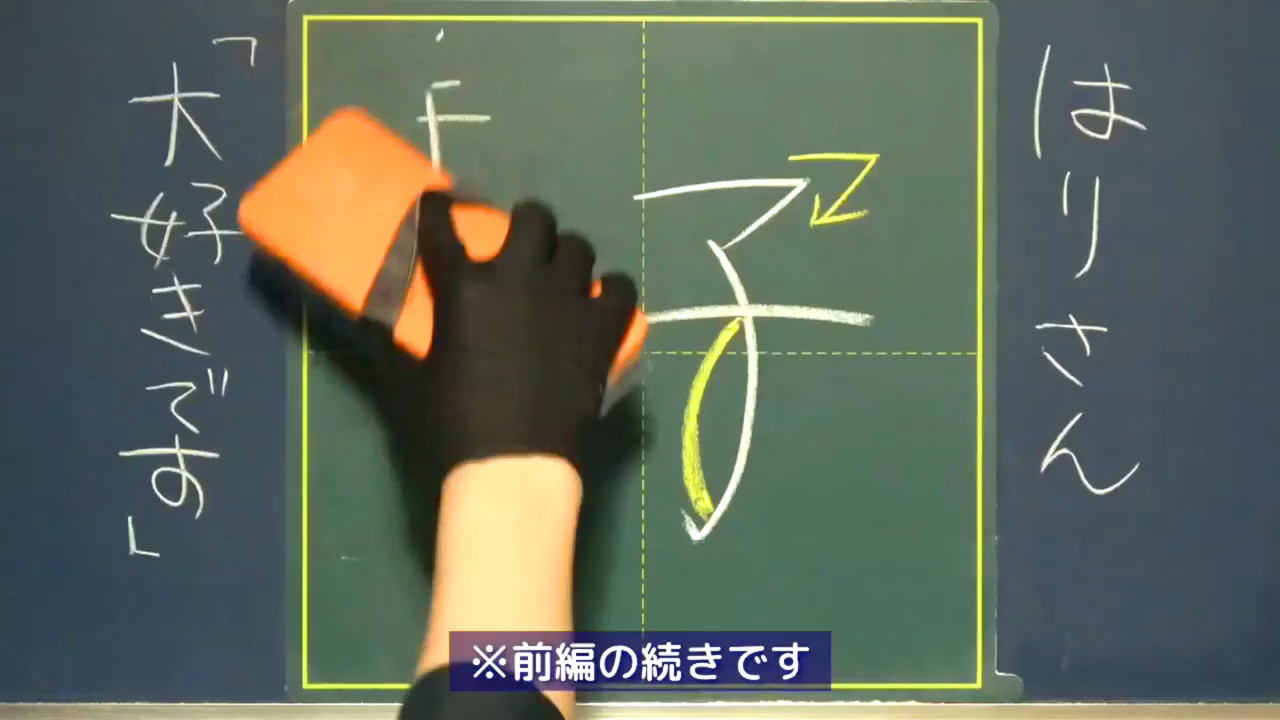 はりさん
子
「大好きです」
※前編の続きです